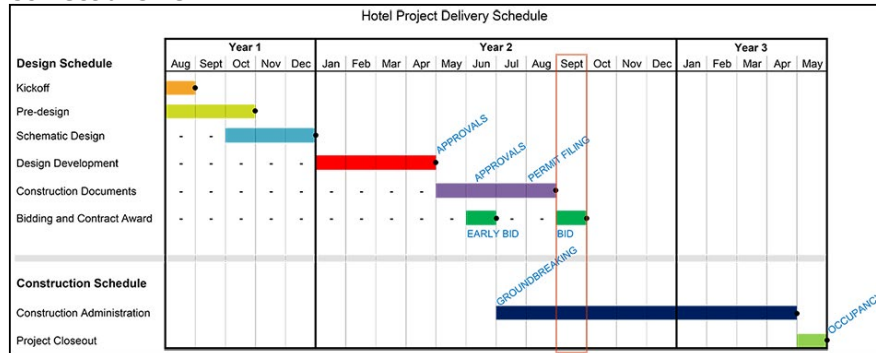 Hotel Project Delivery Schedule
Year 1 Year 2 Year 3
Design Schedule Aug Sept Oct Nov Dec Jan Feb Mar Apr May Jun Jul Aug Sept Oct Nov Dec Jan Feb Mar Apr May
Kickoff
Pre-design
Schematic Design - -
APPROVALS
Design Development - - - - -
APPROVALS
PERMIT FILING
Construction Documents - - - - - - - - -
Bidding and Contract Award - - - - - - - - - - - -
EARLY BID BID
GROUNDBREAKING
Construction Schedule
Construction Administration
Project Closeout